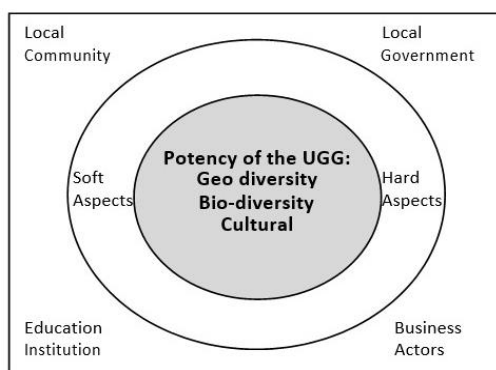 Local
Community
Local
Government
Potency of the UGG:
Geo diversity
Bio-diversity
Cultural
Soft
Aspects
Hard
Aspects
Education
Institution
Business
Actors